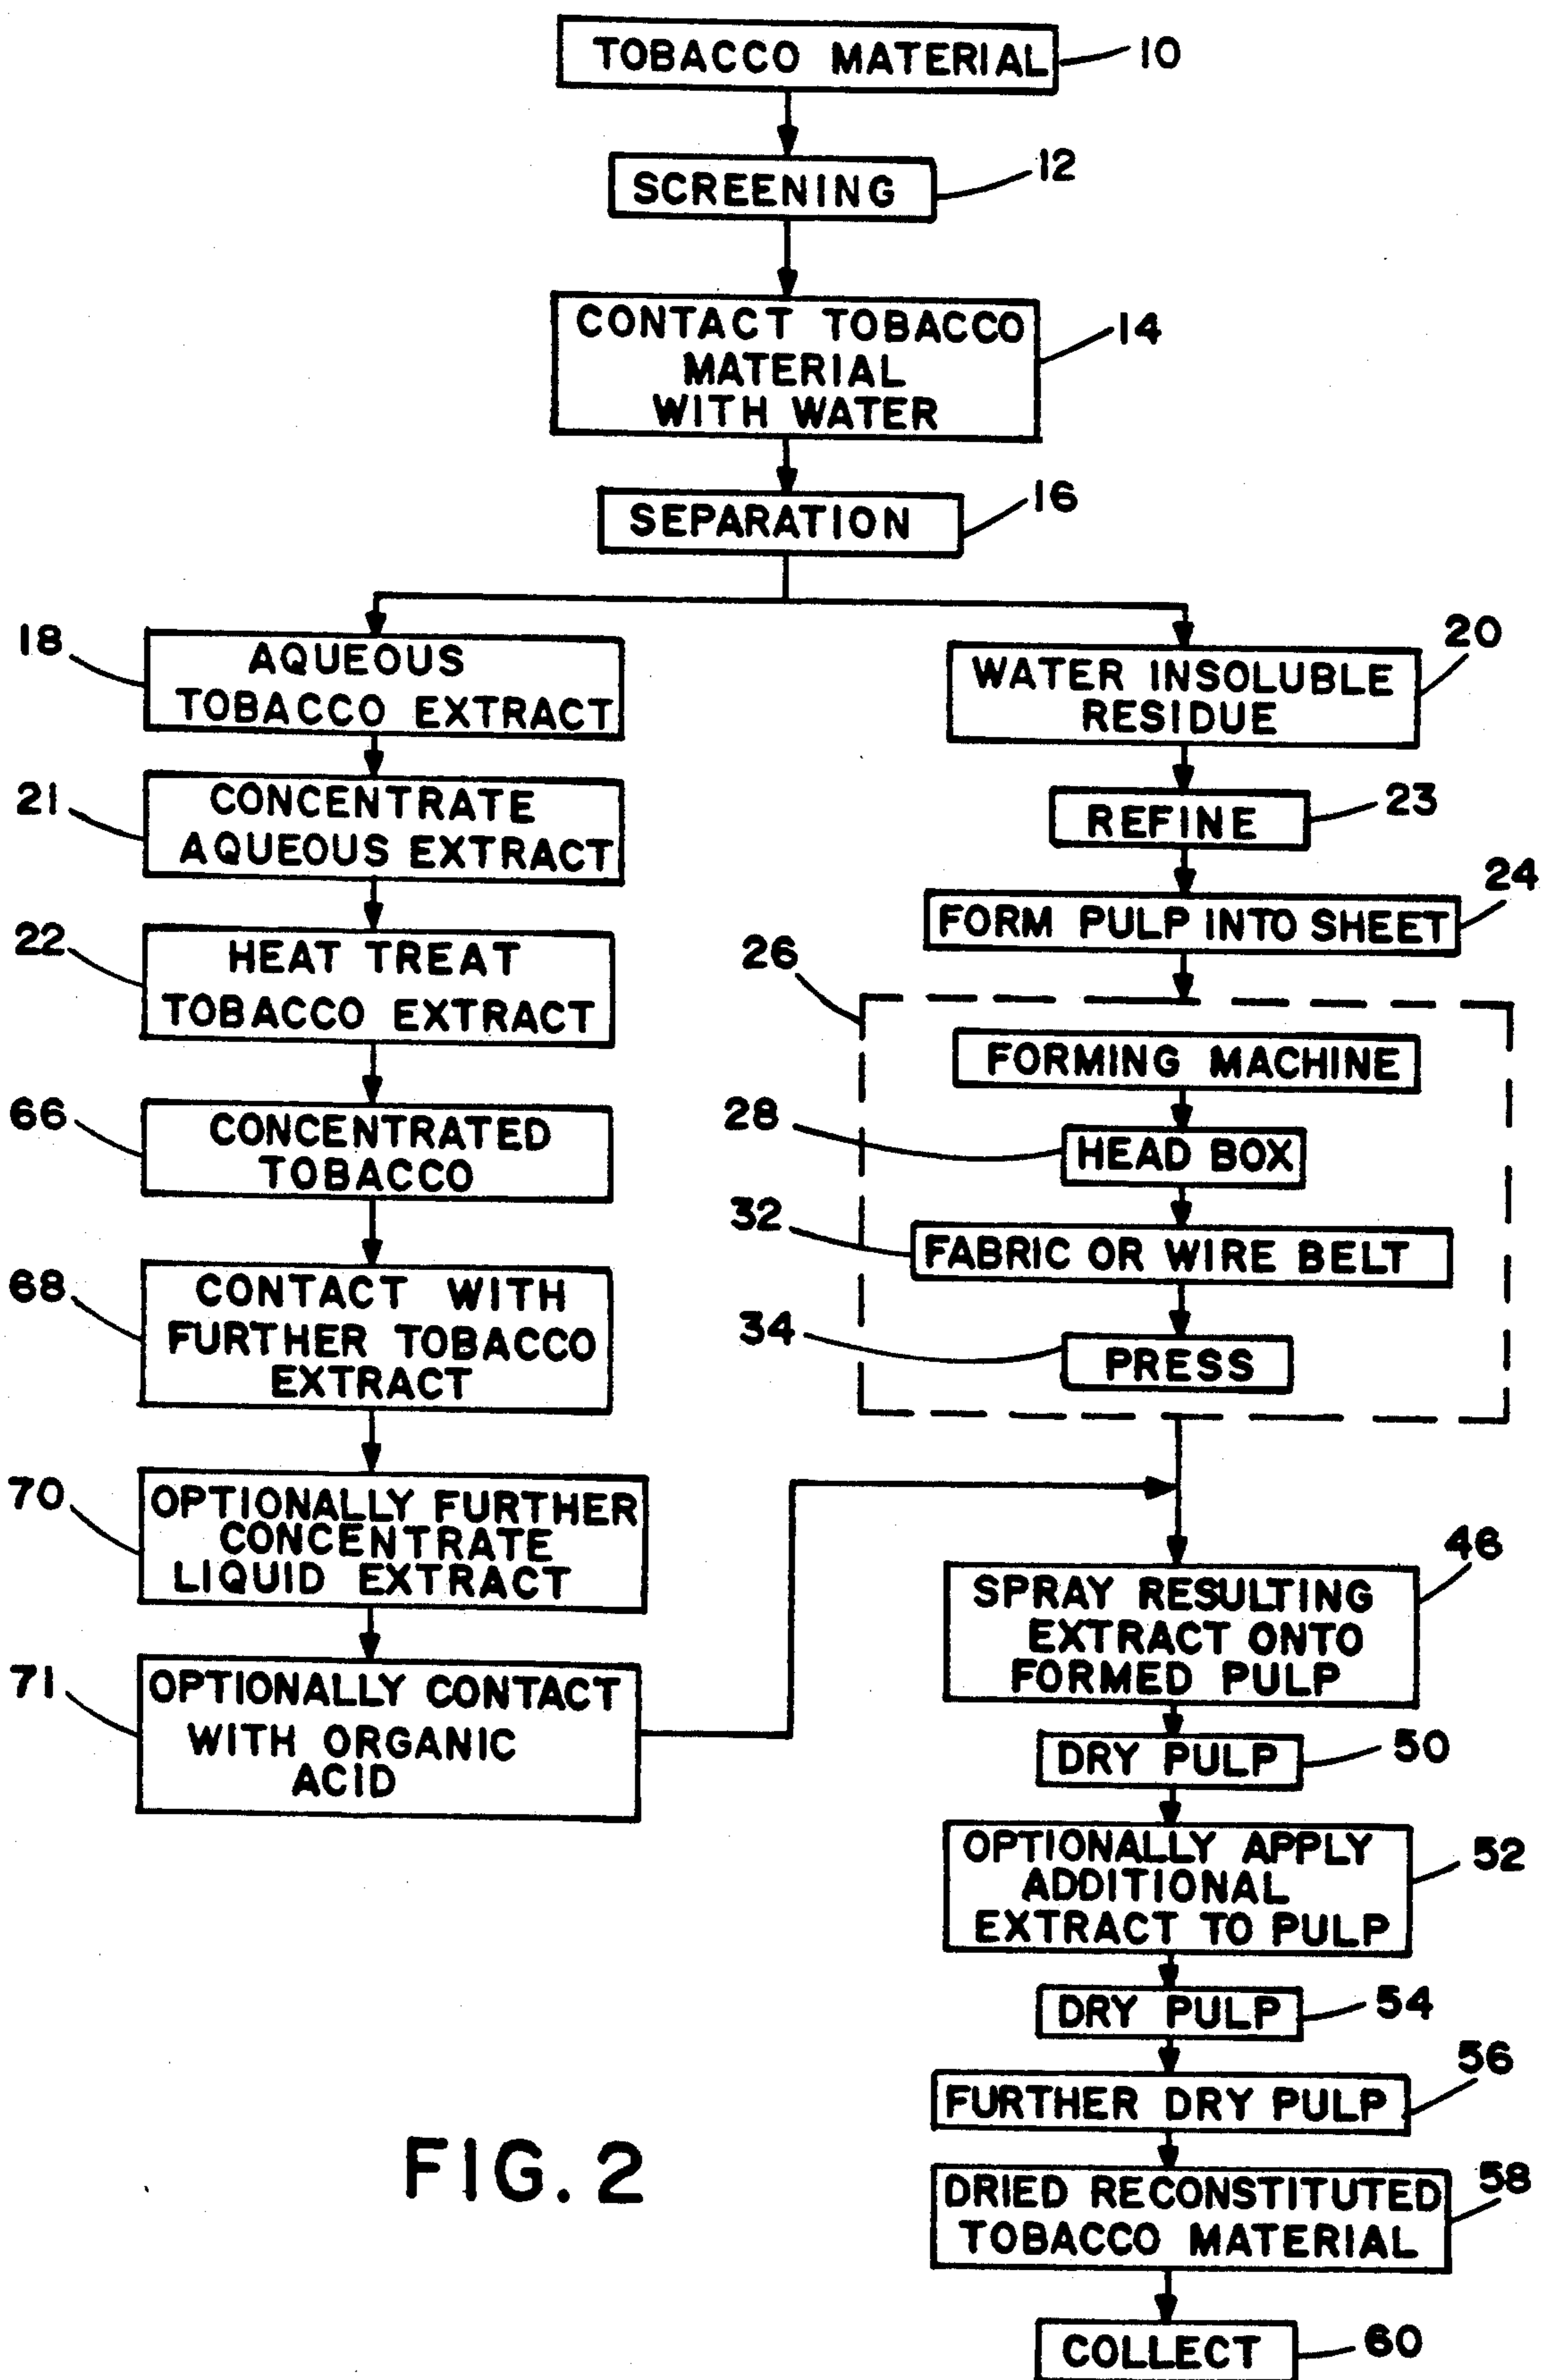 TOBACCO MATERIAL
10
SCREENING
12
CONTACT TOBACCO
MATERIAL
WITH WATER
14
SEPARATION
16
18
AQUEOUS
TOBACCO EXTRACT
21
CONCENTRATE
AQUEOUS EXTRACT
22
HEAT TREAT
TOBACCO EXTRACT
66
CONCENTRATED
TOBACCO
68
CONTACT WITH
FURTHER TOBACCO
EXTRACT
70
OPTIONALLY FURTHER
CONCENTRATE
LIQUID EXTRACT
71
OPTIONALLY CONTACT
WITH ORGANIC
ACID
WATER INSOLUBLE
RESIDUE
20
REFINE
23
FORM PULP INTO SHEET
24
26
FORMING MACHINE
28
HEAD BOX
32
FABRIC OR WIRE BELT
34
PRESS
SPRAY RESULTING
EXTRACT ONTO
FORMED PULP
46
DRY PULP
50
OPTIONALLY APPLY
ADDITIONAL
EXTRACT TO PULP
52
DRY PULP
54
FURTHER DRY PULP
56
DRIED RECONSTITUTED
TOBACCO MATERIAL
58
COLLECT
60
FIG. 2